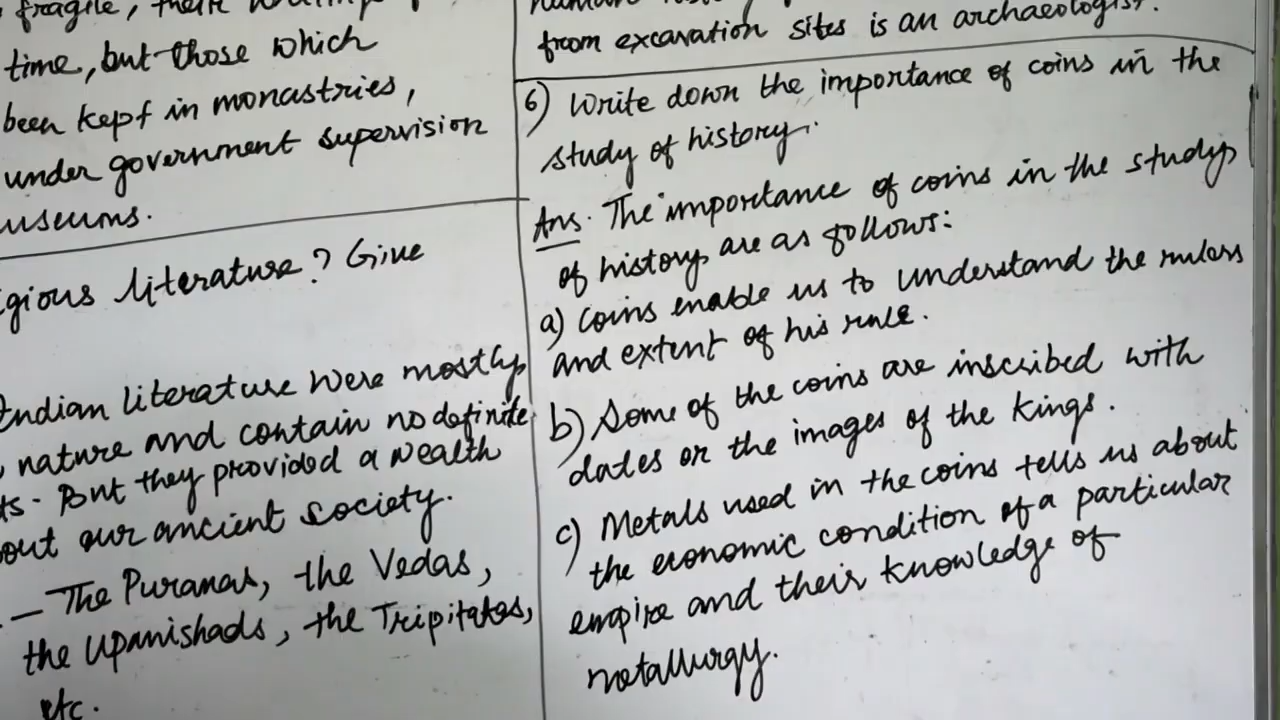 fragile, their writings
time, but those which
been kept in monastries,
under government supervision
useums.
gious literature? Give
Indian literature were mostly
nature and contain no definite
ts. But they provided a wealth
out our ancient society.
– The Puranas, the Vedas,
the Upanishads, the Tripitakas,
etc.
from excavation sites is an archaeologist.
6) Write down the importance of coins in the
study of history.
Ans. The importance of coins in the study
of history are as follows:
a) Coins enable us to understand the rulers
and extent of his rule.
b) Some of the coins are inscribed with
dates or the images of the kings.
c) Metals used in the coins tells us about
the economic condition of a particular
empire and their knowledge of
metallurgy.